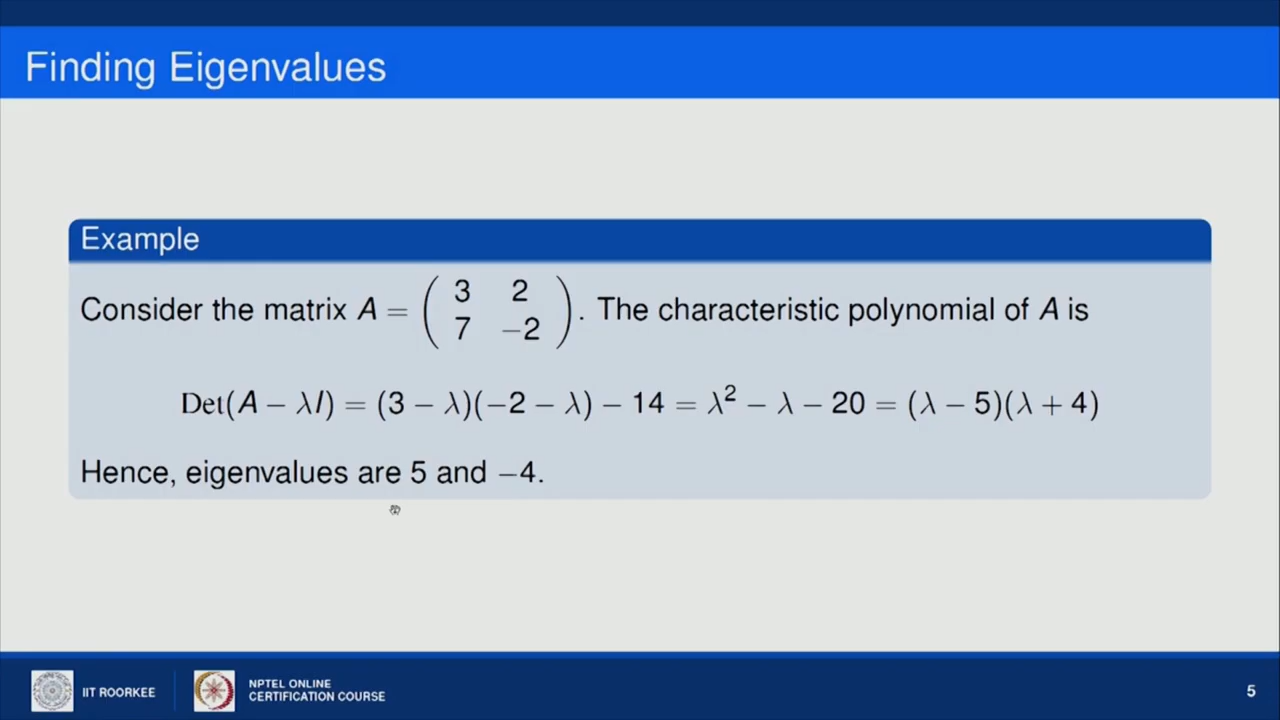 Finding Eigenvalues
Example
Consider the matrix A = ( 3 2 ; 7 −2 ). The characteristic polynomial of A is
Det(A − λI) = (3 − λ)(−2 − λ) − 14 = λ² − λ − 20 = (λ − 5)(λ + 4)
Hence, eigenvalues are 5 and −4.
IIT ROORKEE
NPTEL ONLINE
CERTIFICATION COURSE
5